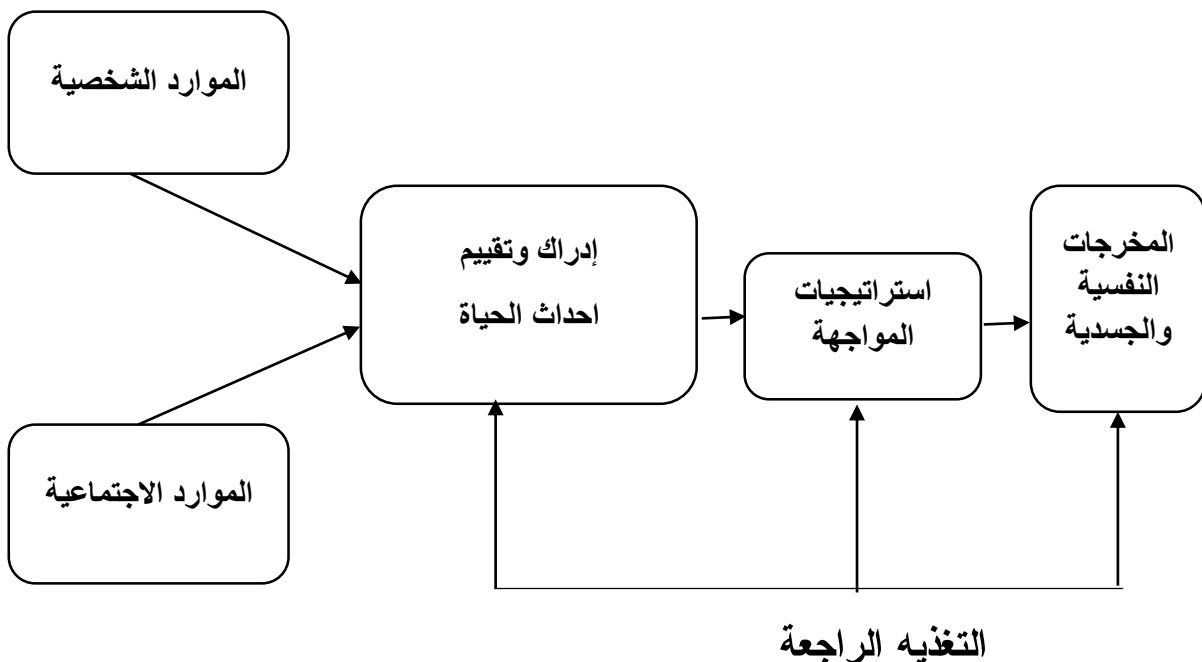 الموارد الشخصية
إدراك وتقييم
احداث الحياة
استراتيجيات
المواجهة
المخرجات
النفسية
والجسدية
الموارد الاجتماعية
التغذيه الراجعة